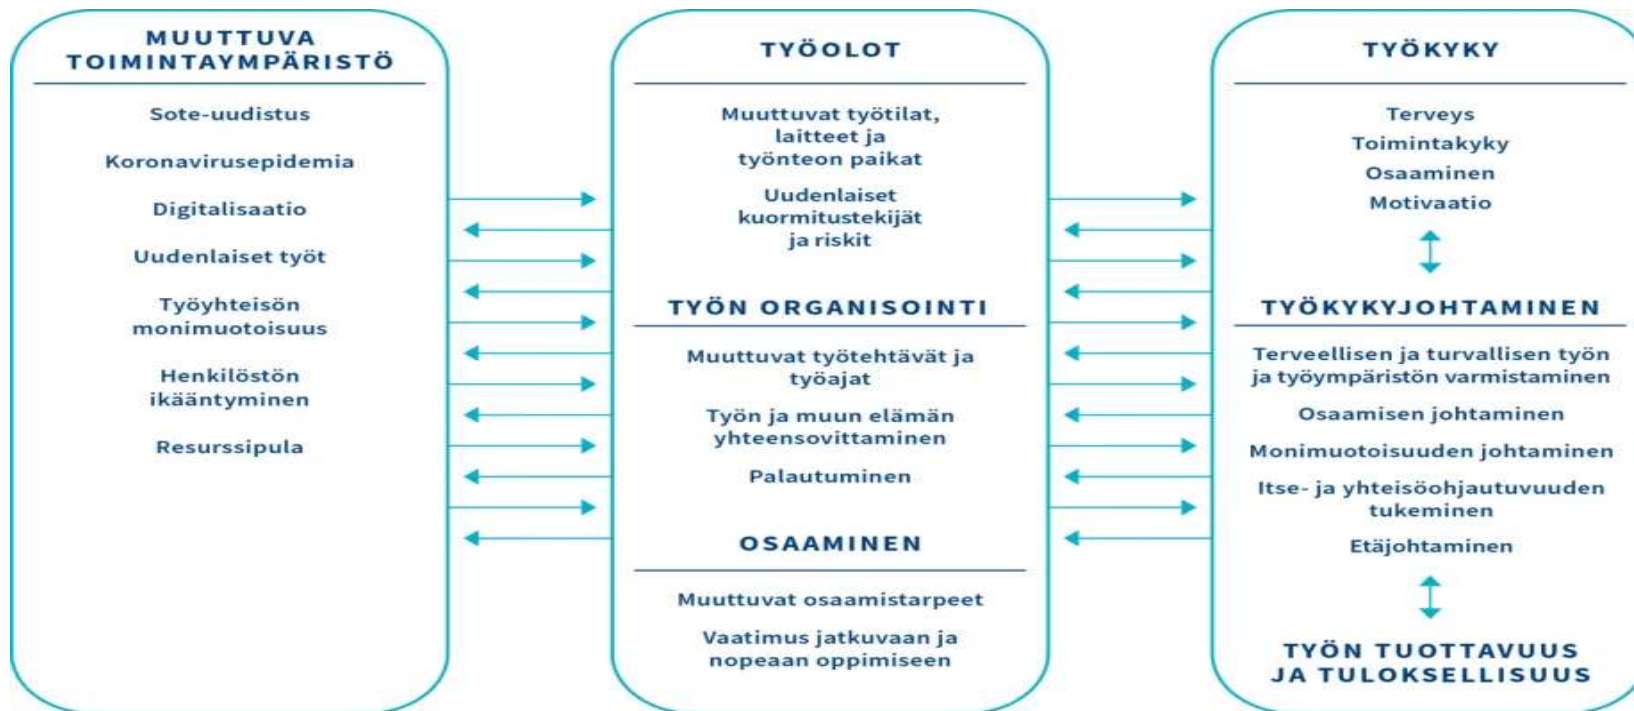 MUUTTUVA
TOIMINTAYMPÄRISTÖ
Sote-uudistus
Koronavirusepidemia
Digitalisaatio
Uudenlaiset työt
Työyhteisön
monimuotoisuus
Henkilöstön
ikääntyminen
Resurssipula
TYÖOLOT
Muuttuvat työtilat,
laitteet ja
työnteon paikat
Uudenlaiset
kuormitustekijät
ja riskit
TYÖN ORGANISOINTI
Muuttuvat työtehtävät ja
työajat
Työn ja muun elämän
yhteensovittaminen
Palautuminen
OSAAMINEN
Muuttuvat osaamistarpeet
Vaatimus jatkuvaan ja
nopeaan oppimiseen
TYÖKYKY
Terveys
Toimintakyky
Osaaminen
Motivaatio
TYÖKYKYJOHTAMINEN
Terveellisen ja turvallisen työn
ja työympäristön varmistaminen
Osaamisen johtaminen
Monimuotoisuuden johtaminen
Itse- ja yhteisöohjautuvuuden
tukeminen
Etäjohtaminen
TYÖN TUOTTAVUUS
JA TULOKSELLISUUS